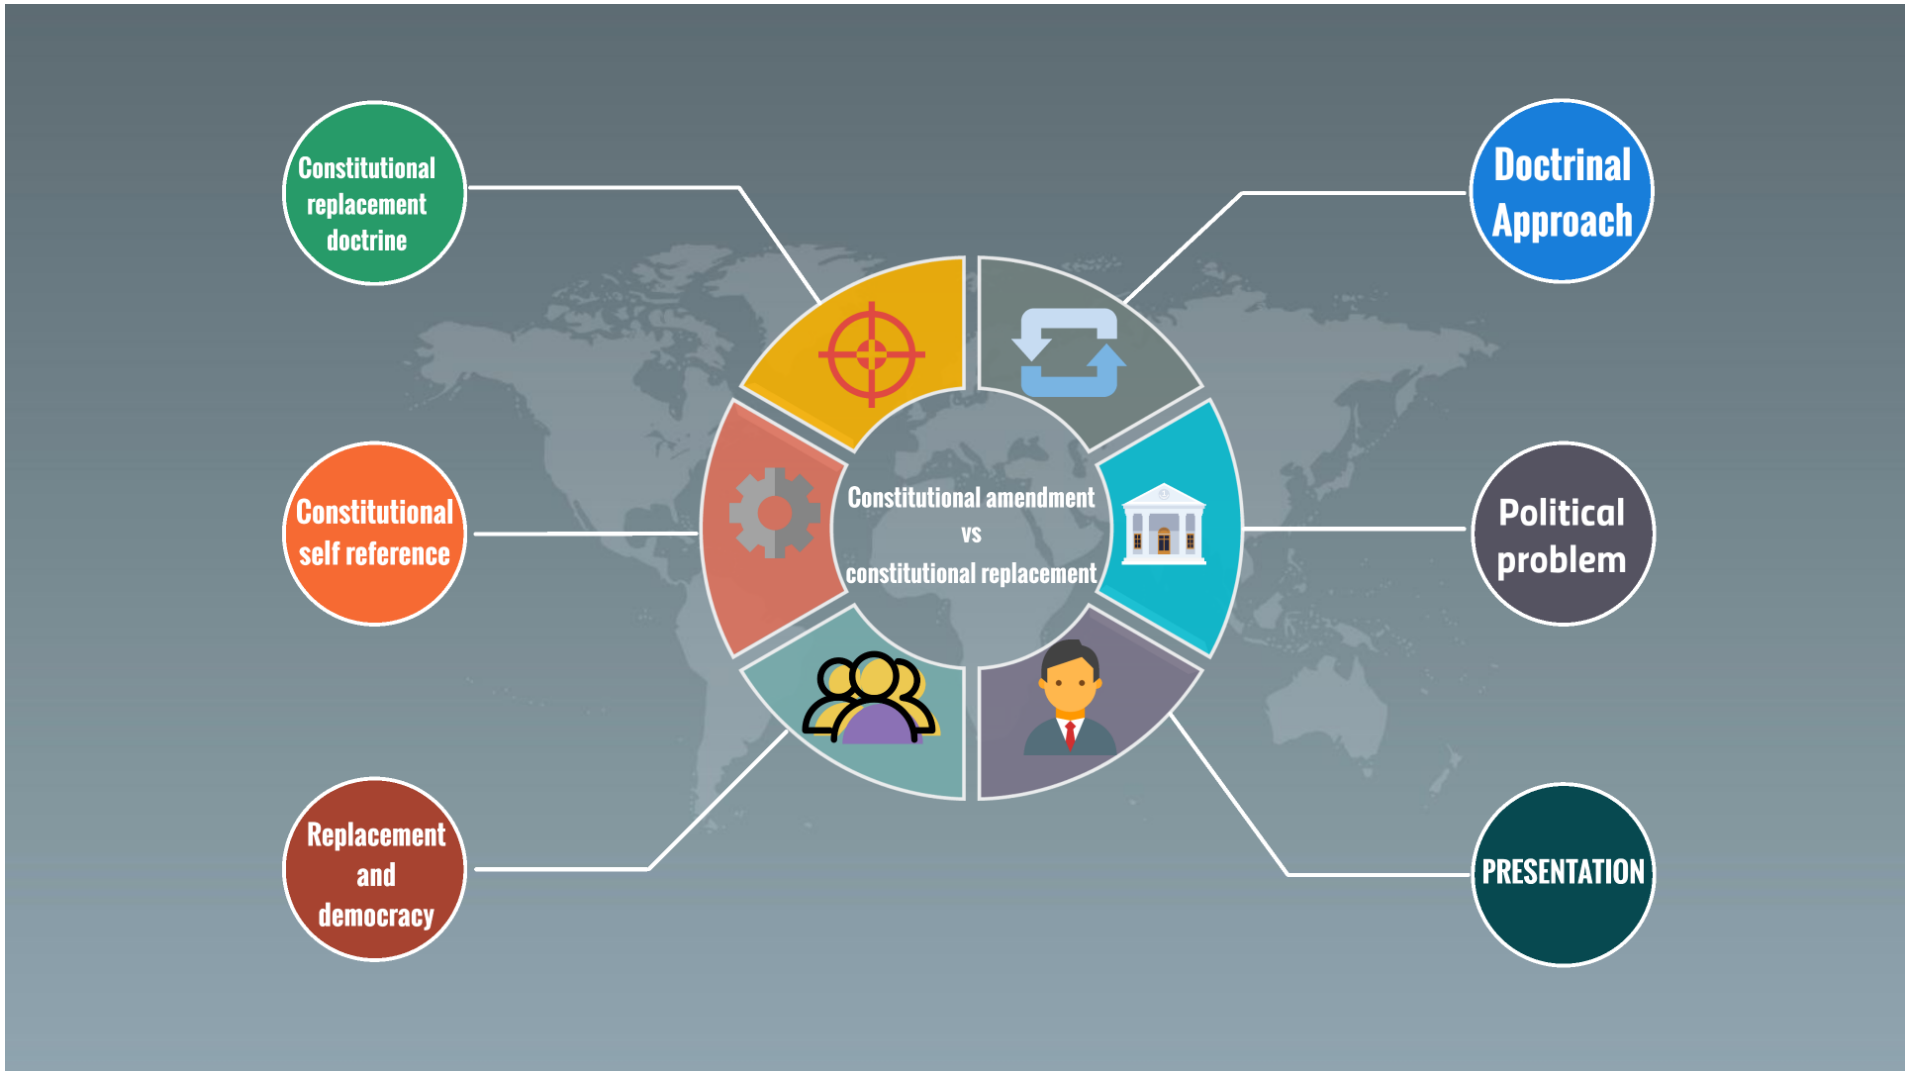 Constitutional
replacement
doctrine
Doctrinal
Approach
Constitutional
self reference
Constitutional amendment
vs
constitutional replacement
Political
problem
Replacement
and
democracy
PRESENTATION